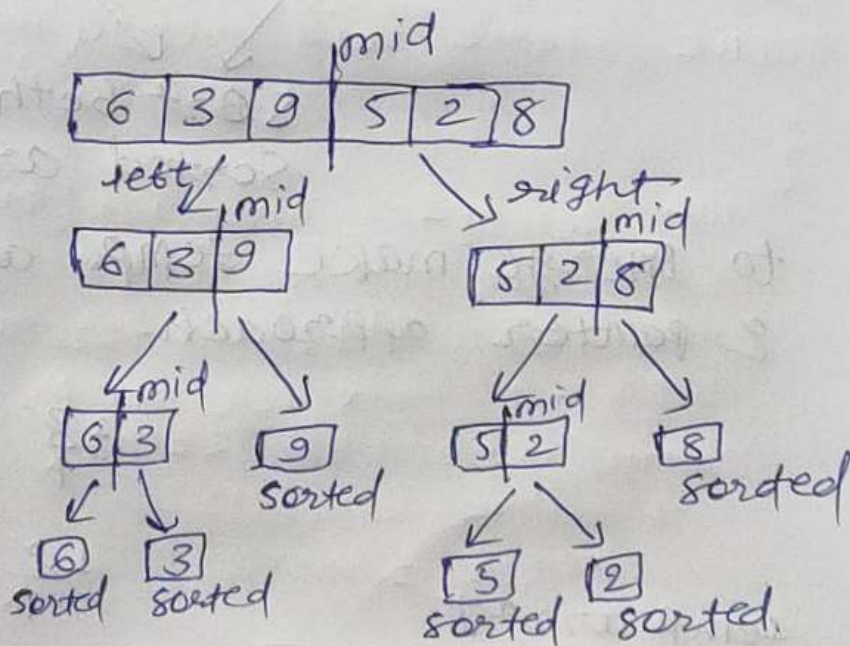 mid
6 3 9 5 2 8
left right
mid mid
6 3 9 5 2 8
mid mid
6 3 9 5 2 8
sorted sorted
6 3 5 2
sorted sorted sorted sorted.